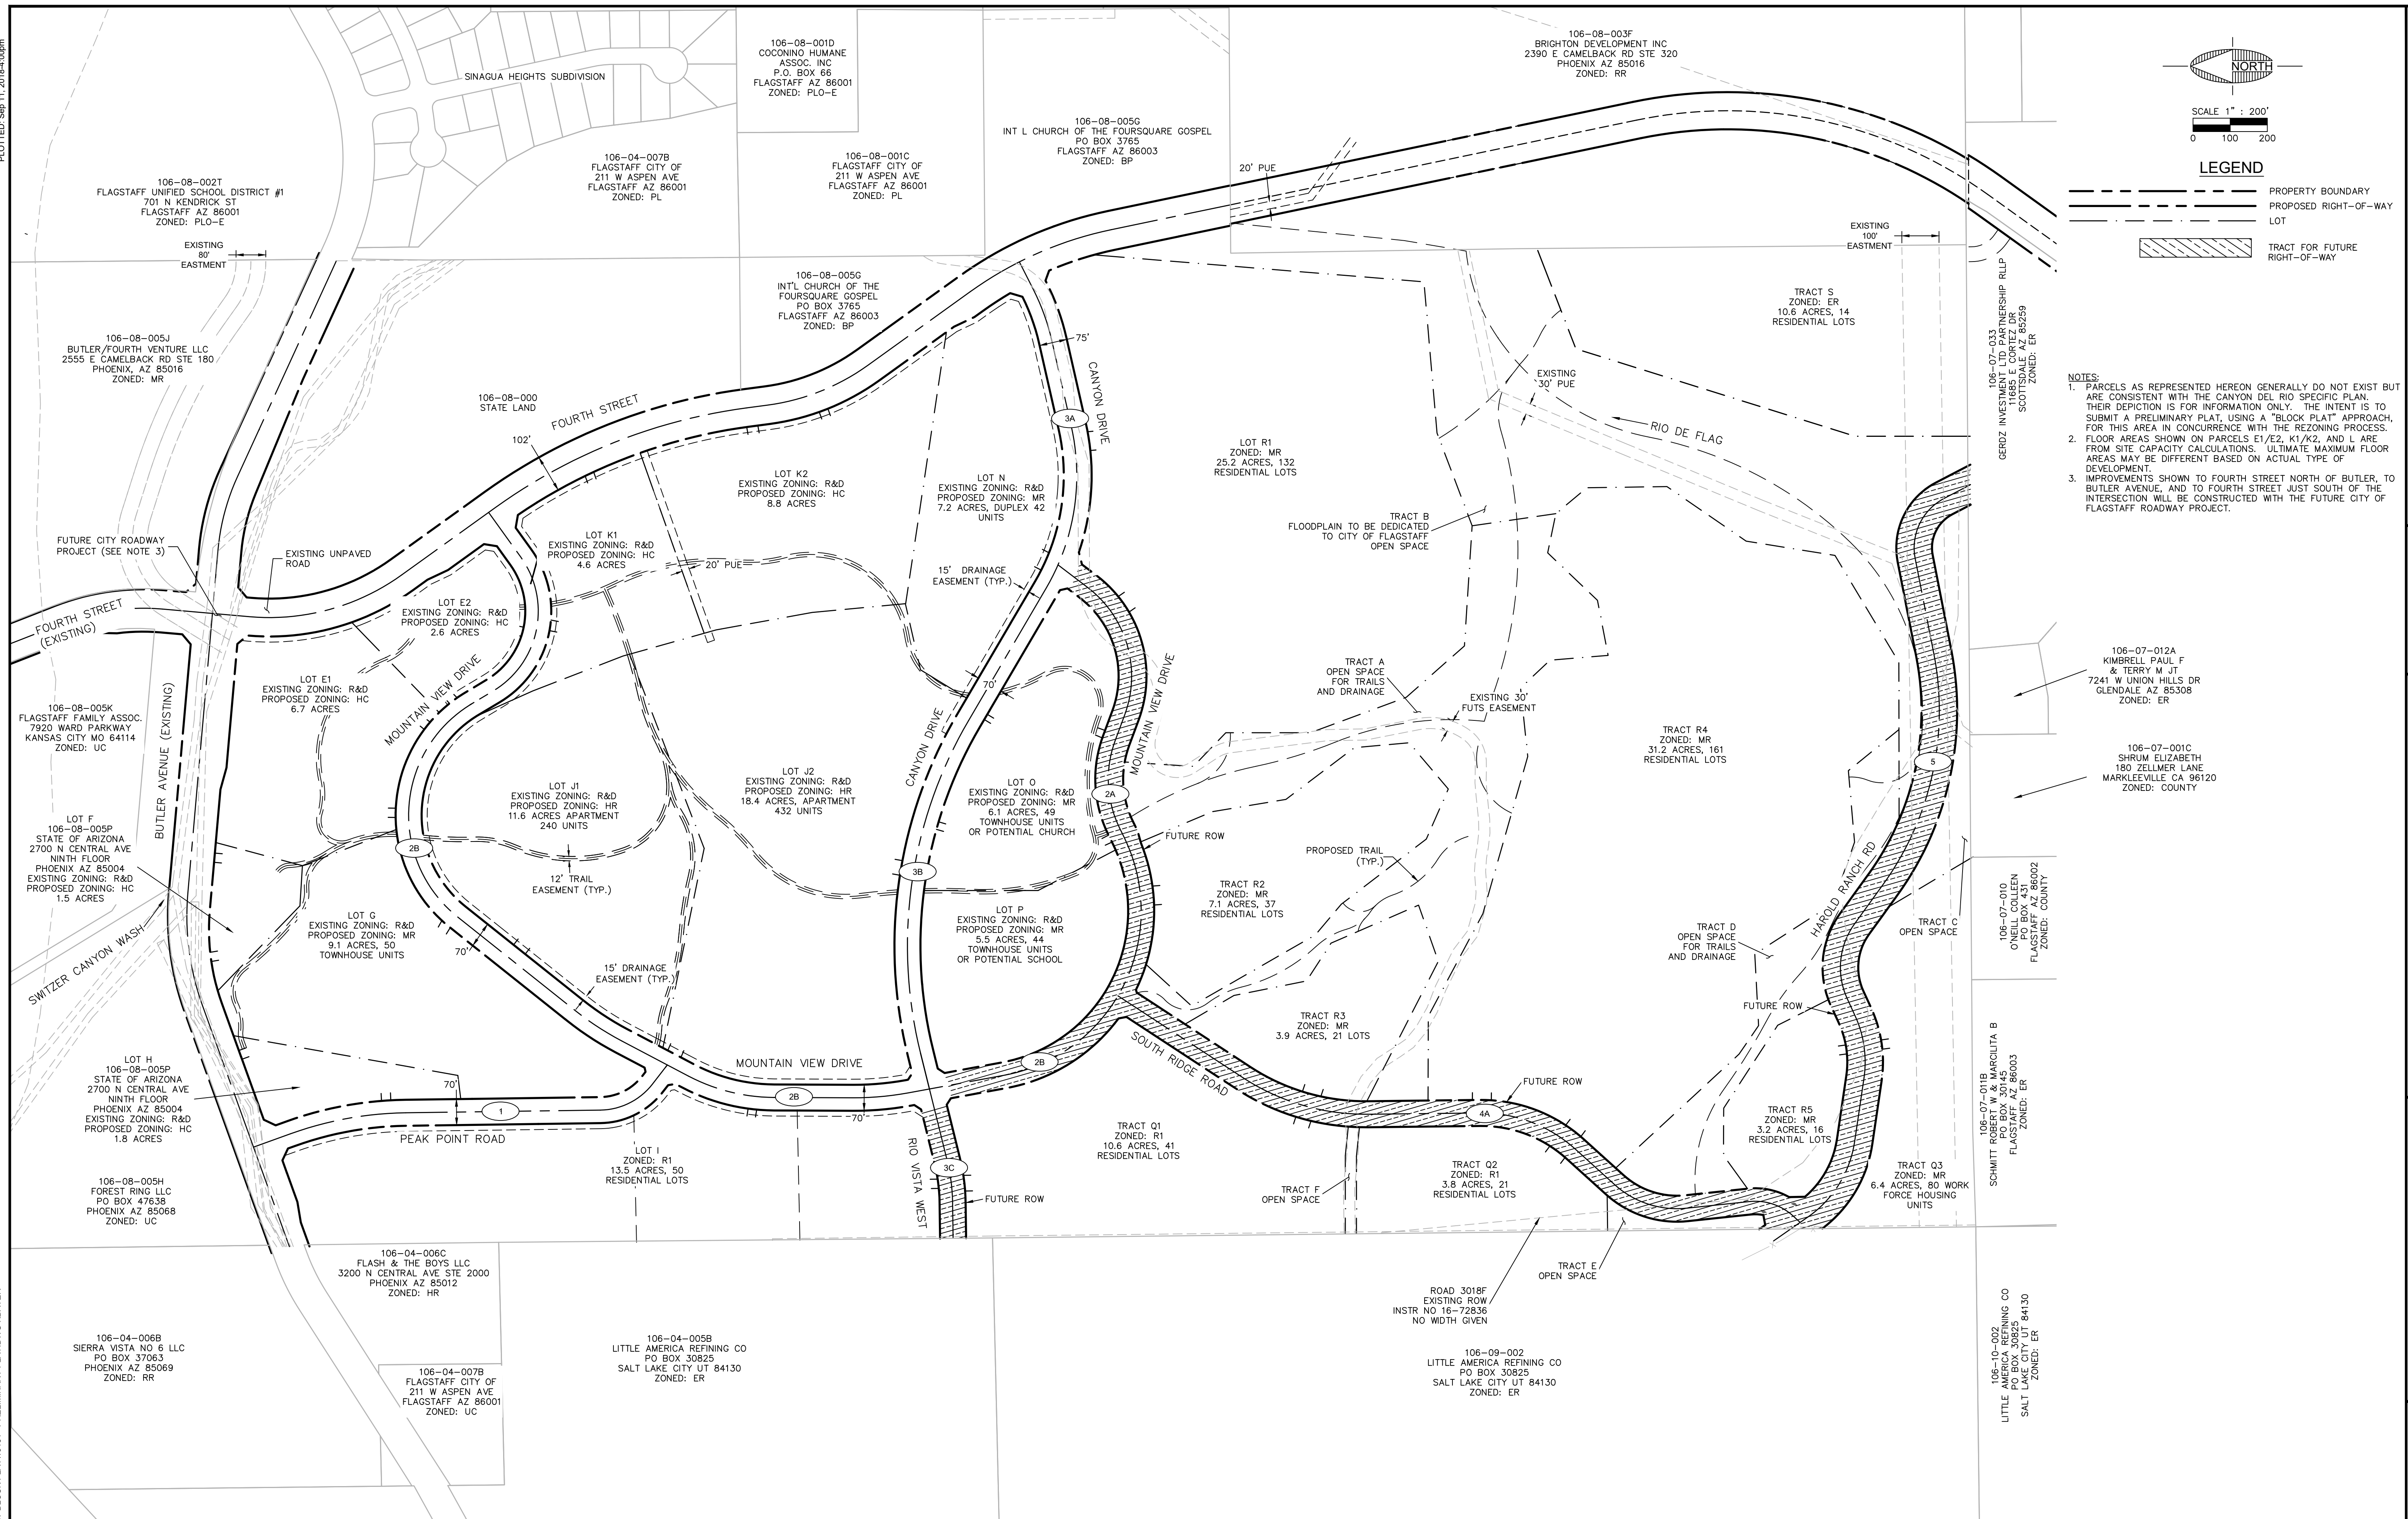 PLOTTED: Sep 11, 2018-4:00pm
SINAGUA HEIGHTS SUBDIVISION
106-08-001D
COCONINO HUMANE
ASSOC. INC
P.O. BOX 66
FLAGSTAFF AZ 86001
ZONED: PLO-E
106-08-003F
BRIGHTON DEVELOPMENT INC
2390 E CAMELBACK RD STE 320
PHOENIX AZ 85016
ZONED: RR
106-08-005G
INT L CHURCH OF THE FOURSQUARE GOSPEL
PO BOX 3765
FLAGSTAFF AZ 86003
ZONED: BP
106-08-002T
FLAGSTAFF UNIFIED SCHOOL DISTRICT #1
701 N KENDRICK ST
FLAGSTAFF AZ 86001
ZONED: PLO-E
106-04-007B
FLAGSTAFF CITY OF
211 W ASPEN AVE
FLAGSTAFF AZ 86001
ZONED: PL
106-08-001C
FLAGSTAFF CITY OF
211 W ASPEN AVE
FLAGSTAFF AZ 86001
ZONED: PL
20' PUE
EXISTING
80'
EASTMENT
EXISTING
100'
EASTMENT
106-08-005G
INT'L CHURCH OF THE
FOURSQUARE GOSPEL
PO BOX 3765
FLAGSTAFF AZ 86003
ZONED: BP
TRACT S
ZONED: ER
10.6 ACRES, 14
RESIDENTIAL LOTS
106-08-005J
BUTLER/FOURTH VENTURE LLC
2555 E CAMELBACK RD STE 180
PHOENIX, AZ 85016
ZONED: MR
75'
CANYON DRIVE
3A
EXISTING
30' PUE
RIO DE FLAG
106-08-000
STATE LAND
FOURTH STREET
102'
LOT R1
ZONED: MR
25.2 ACRES, 132
RESIDENTIAL LOTS
LOT K2
EXISTING ZONING: R&D
PROPOSED ZONING: HC
8.8 ACRES
LOT N
EXISTING ZONING: R&D
PROPOSED ZONING: MR
7.2 ACRES, DUPLEX 42
UNITS
TRACT B
FLOODPLAIN TO BE DEDICATED
TO CITY OF FLAGSTAFF
OPEN SPACE
LOT K1
EXISTING ZONING: R&D
PROPOSED ZONING: HC
4.6 ACRES
20' PUE
15' DRAINAGE
EASEMENT (TYP.)
FUTURE CITY ROADWAY
PROJECT (SEE NOTE 3)
EXISTING UNPAVED
ROAD
FOURTH STREET
(EXISTING)
LOT E2
EXISTING ZONING: R&D
PROPOSED ZONING: HC
2.6 ACRES
MOUNTAIN VIEW DRIVE
LOT E1
EXISTING ZONING: R&D
PROPOSED ZONING: HC
6.7 ACRES
70'
CANYON DRIVE
MOUNTAIN VIEW DRIVE
TRACT A
OPEN SPACE
FOR TRAILS
AND DRAINAGE
EXISTING 30'
FUTS EASEMENT
TRACT R4
ZONED: MR
31.2 ACRES, 161
RESIDENTIAL LOTS
5
106-08-005K
FLAGSTAFF FAMILY ASSOC.
7920 WARD PARKWAY
KANSAS CITY MO 64114
ZONED: UC
BUTLER AVENUE (EXISTING)
LOT J1
EXISTING ZONING: R&D
PROPOSED ZONING: HR
11.6 ACRES APARTMENT
240 UNITS
LOT J2
EXISTING ZONING: R&D
PROPOSED ZONING: HR
18.4 ACRES, APARTMENT
432 UNITS
LOT O
EXISTING ZONING: R&D
PROPOSED ZONING: MR
6.1 ACRES, 49
TOWNHOUSE UNITS
OR POTENTIAL CHURCH
2A
FUTURE ROW
LOT F
106-08-005P
STATE OF ARIZONA
2700 N CENTRAL AVE
NINTH FLOOR
PHOENIX AZ 85004
EXISTING ZONING: R&D
PROPOSED ZONING: HC
1.5 ACRES
2B
12' TRAIL
EASEMENT (TYP.)
3B
PROPOSED TRAIL
(TYP.)
HAROLD RANCH RD
TRACT R2
ZONED: MR
7.1 ACRES, 37
RESIDENTIAL LOTS
LOT G
EXISTING ZONING: R&D
PROPOSED ZONING: MR
9.1 ACRES, 50
TOWNHOUSE UNITS
70'
LOT P
EXISTING ZONING: R&D
PROPOSED ZONING: MR
5.5 ACRES, 44
TOWNHOUSE UNITS
OR POTENTIAL SCHOOL
TRACT D
OPEN SPACE
FOR TRAILS
AND DRAINAGE
TRACT C
OPEN SPACE
SWITZER CANYON WASH
15' DRAINAGE
EASEMENT (TYP.)
FUTURE ROW
TRACT R3
ZONED: MR
3.9 ACRES, 21 LOTS
LOT H
106-08-005P
STATE OF ARIZONA
2700 N CENTRAL AVE
NINTH FLOOR
PHOENIX AZ 85004
EXISTING ZONING: R&D
PROPOSED ZONING: HC
1.8 ACRES
MOUNTAIN VIEW DRIVE
2B
SOUTH RIDGE ROAD
70'
1
2B
70'
FUTURE ROW
4A
PEAK POINT ROAD
TRACT R5
ZONED: MR
3.2 ACRES, 16
RESIDENTIAL LOTS
LOT I
ZONED: R1
13.5 ACRES, 50
RESIDENTIAL LOTS
RIO VISTA WEST
3C
FUTURE ROW
TRACT Q1
ZONED: R1
10.6 ACRES, 41
RESIDENTIAL LOTS
TRACT F
OPEN SPACE
TRACT Q2
ZONED: R1
3.8 ACRES, 21
RESIDENTIAL LOTS
TRACT Q3
ZONED: MR
6.4 ACRES, 80 WORK
FORCE HOUSING
UNITS
106-08-005H
FOREST RING LLC
PO BOX 47638
PHOENIX AZ 85068
ZONED: UC
106-04-006C
FLASH & THE BOYS LLC
3200 N CENTRAL AVE STE 2000
PHOENIX AZ 85012
ZONED: HR
TRACT E
OPEN SPACE
ROAD 3018F
EXISTING ROW
INSTR NO 16-72836
NO WIDTH GIVEN
106-04-006B
SIERRA VISTA NO 6 LLC
PO BOX 37063
PHOENIX AZ 85069
ZONED: RR
106-04-007B
FLAGSTAFF CITY OF
211 W ASPEN AVE
FLAGSTAFF AZ 86001
ZONED: UC
106-04-005B
LITTLE AMERICA REFINING CO
PO BOX 30825
SALT LAKE CITY UT 84130
ZONED: ER
106-09-002
LITTLE AMERICA REFINING CO
PO BOX 30825
SALT LAKE CITY UT 84130
ZONED: ER
106-07-033
GERDZ INVESTMENT LTD PARTNERSHIP RLLP
11685 E CORTEZ DR
SCOTTSDALE AZ 85259
ZONED: ER
106-07-012A
KIMBRELL PAUL F
& TERRY M JT
7241 W UNION HILLS DR
GLENDALE AZ 85308
ZONED: ER
106-07-001C
SHRUM ELIZABETH
180 ZELLMER LANE
MARKLEEVILLE CA 96120
ZONED: COUNTY
106-07-010
O'NEILL COLLEEN
PO BOX 431
FLAGSTAFF AZ 86002
ZONED: COUNTY
106-07-011B
SCHMITT ROBERT W & MARCILITA B
PO BOX 30145
FLAGSTAFF AZ 86003
ZONED: ER
106-10-002
LITTLE AMERICA REFINING CO
PO BOX 30825
SALT LAKE CITY UT 84130
ZONED: ER
NORTH
SCALE 1" : 200'
0 100 200
LEGEND
PROPERTY BOUNDARY
PROPOSED RIGHT-OF-WAY
LOT
TRACT FOR FUTURE
RIGHT-OF-WAY
NOTES:
1. PARCELS AS REPRESENTED HEREON GENERALLY DO NOT EXIST BUT
ARE CONSISTENT WITH THE CANYON DEL RIO SPECIFIC PLAN.
THEIR DEPICTION IS FOR INFORMATION ONLY. THE INTENT IS TO
SUBMIT A PRELIMINARY PLAT, USING A "BLOCK PLAT" APPROACH,
FOR THIS AREA IN CONCURRENCE WITH THE REZONING PROCESS.
2. FLOOR AREAS SHOWN ON PARCELS E1/E2, K1/K2, AND L ARE
FROM SITE CAPACITY CALCULATIONS. ULTIMATE MAXIMUM FLOOR
AREAS MAY BE DIFFERENT BASED ON ACTUAL TYPE OF
DEVELOPMENT.
3. IMPROVEMENTS SHOWN TO FOURTH STREET NORTH OF BUTLER, TO
BUTLER AVENUE, AND TO FOURTH STREET JUST SOUTH OF THE
INTERSECTION WILL BE CONSTRUCTED WITH THE FUTURE CITY OF
FLAGSTAFF ROADWAY PROJECT.